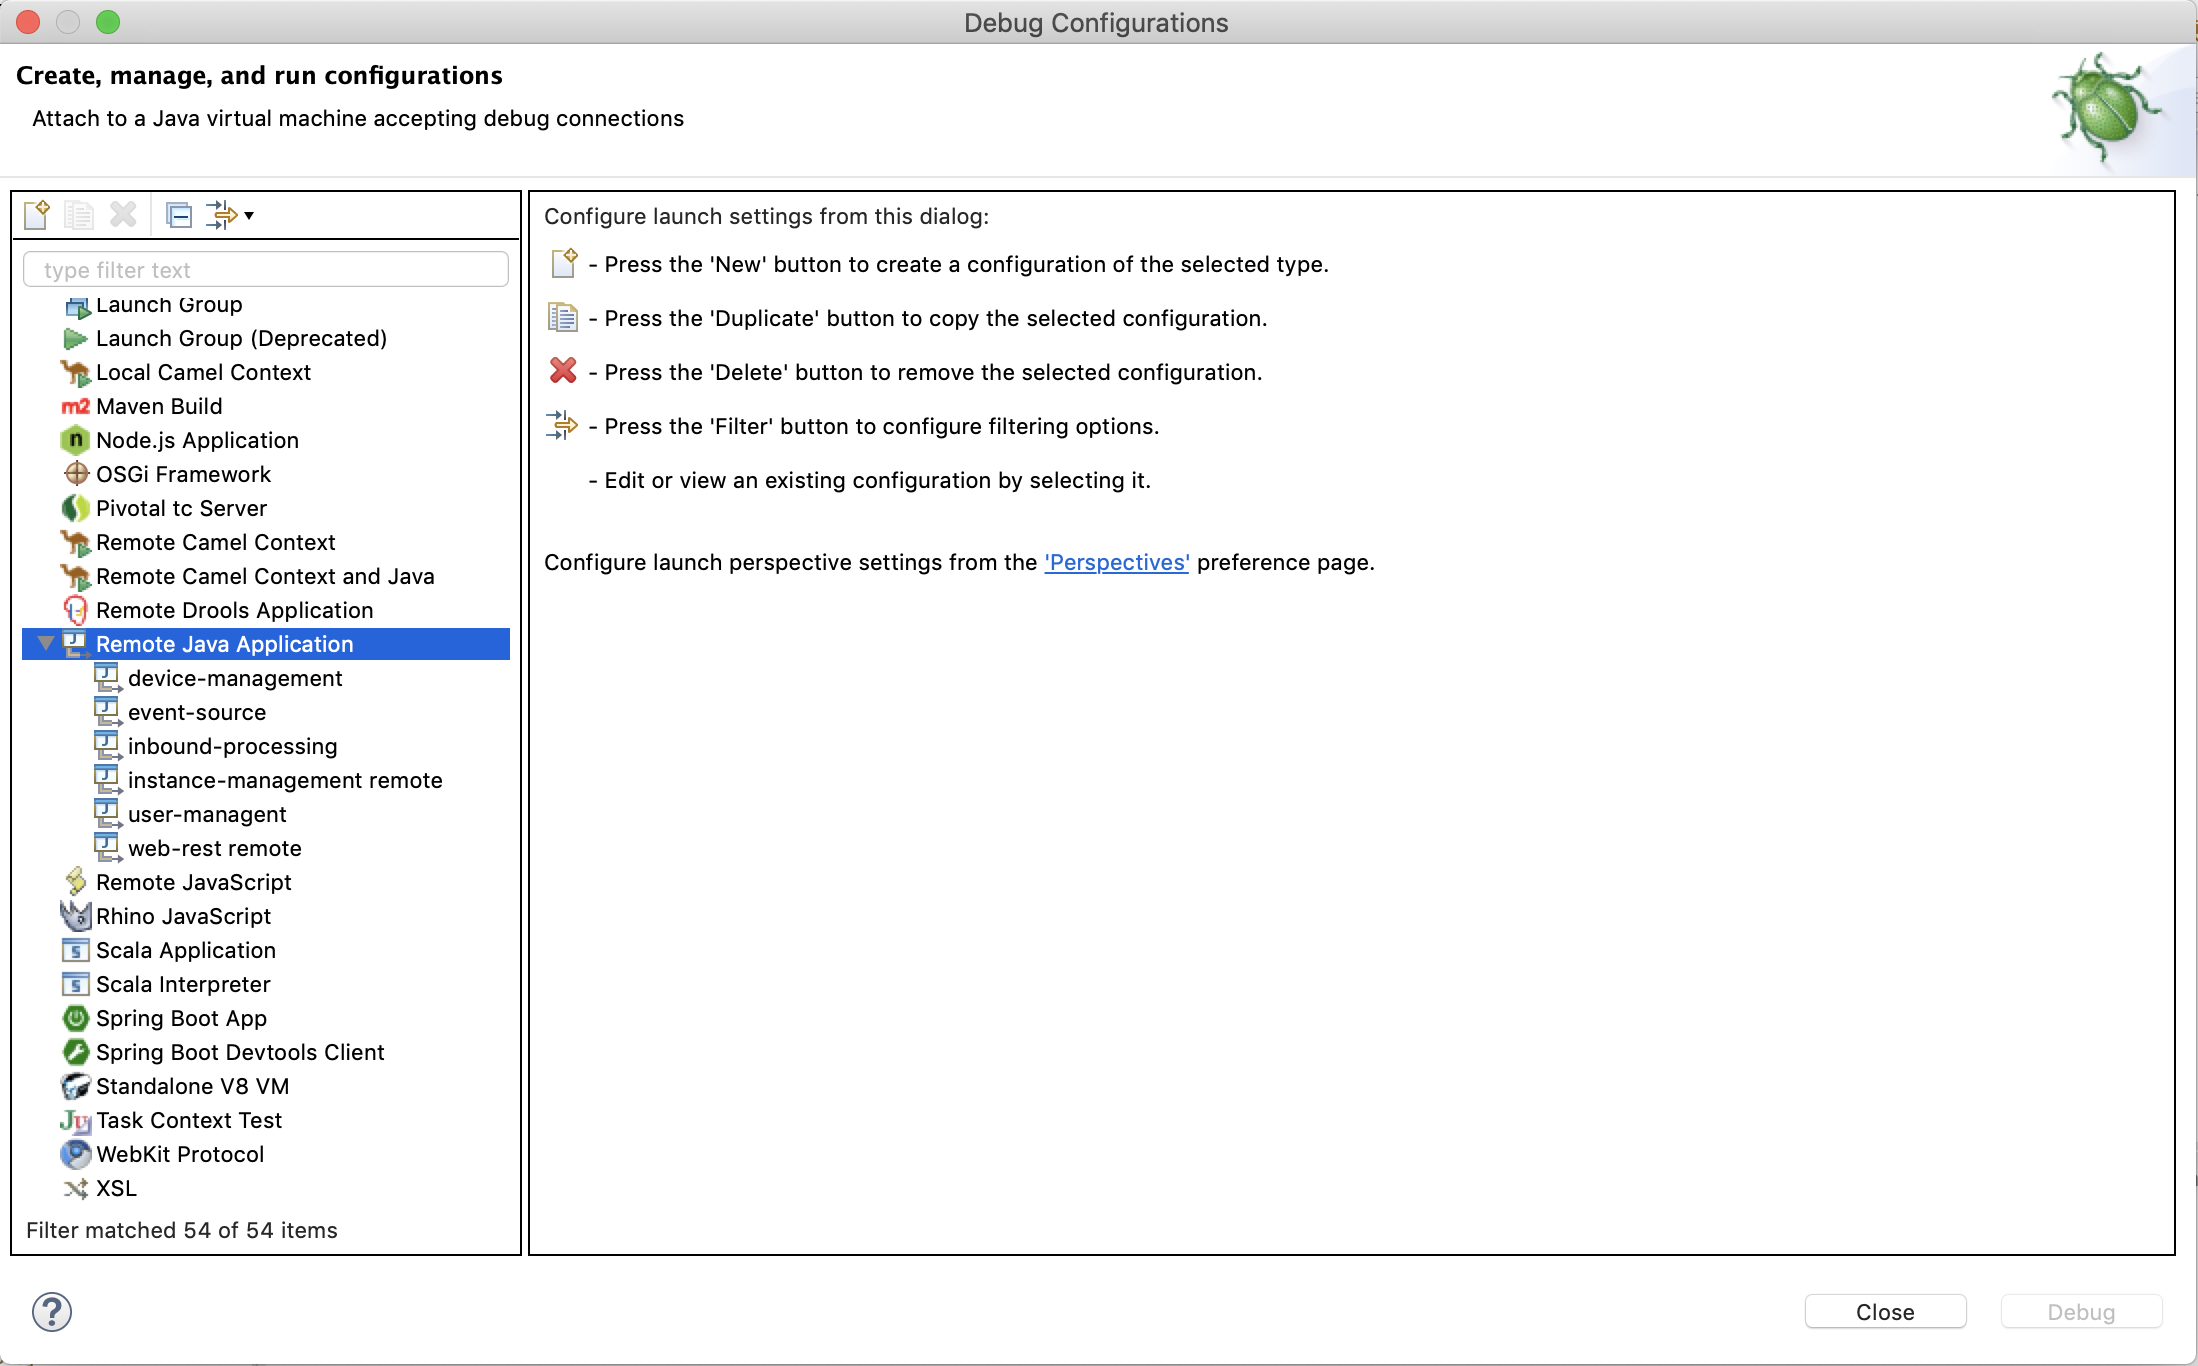 Debug Configurations
Create, manage, and run configurations
Attach to a Java virtual machine accepting debug connections
type filter text
Launch Group
Launch Group (Deprecated)
Local Camel Context
m2 Maven Build
n Node.js Application
OSGi Framework
Pivotal tc Server
Remote Camel Context
Remote Camel Context and Java
Remote Drools Application
J Remote Java Application
J device-management
J event-source
J inbound-processing
J instance-management remote
J user-managent
J web-rest remote
Remote JavaScript
Rhino JavaScript
S Scala Application
S Scala Interpreter
Spring Boot App
Spring Boot Devtools Client
Standalone V8 VM
Ju Task Context Test
WebKit Protocol
XSL
Filter matched 54 of 54 items
Configure launch settings from this dialog:
- Press the 'New' button to create a configuration of the selected type.
- Press the 'Duplicate' button to copy the selected configuration.
- Press the 'Delete' button to remove the selected configuration.
- Press the 'Filter' button to configure filtering options.
- Edit or view an existing configuration by selecting it.
Configure launch perspective settings from the 'Perspectives' preference page.
?
Close
Debug